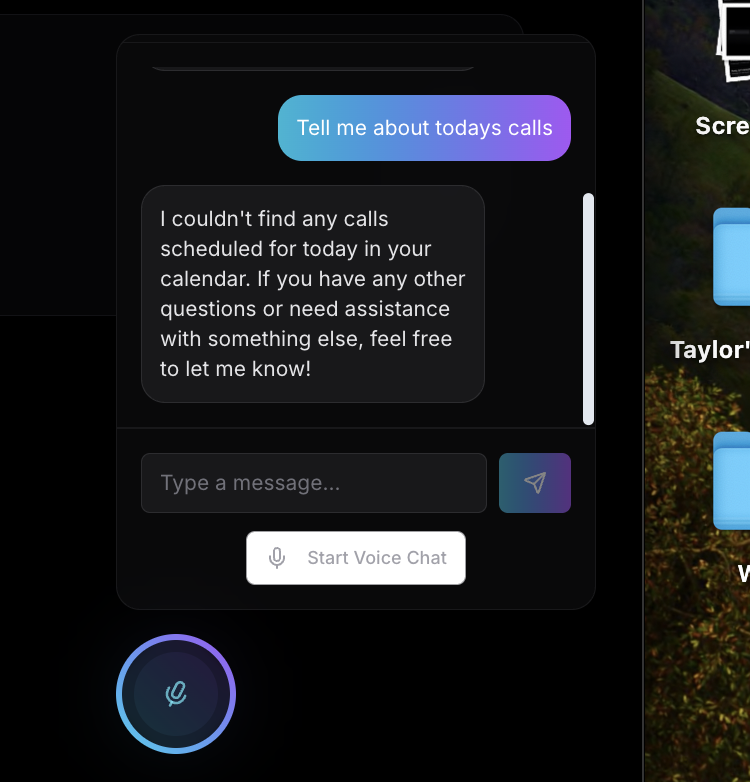 Tell me about todays calls
I couldn't find any calls
scheduled for today in your
calendar. If you have any other
questions or need assistance
with something else, feel free
to let me know!
Type a message...
Start Voice Chat
Scre
Taylor'
W